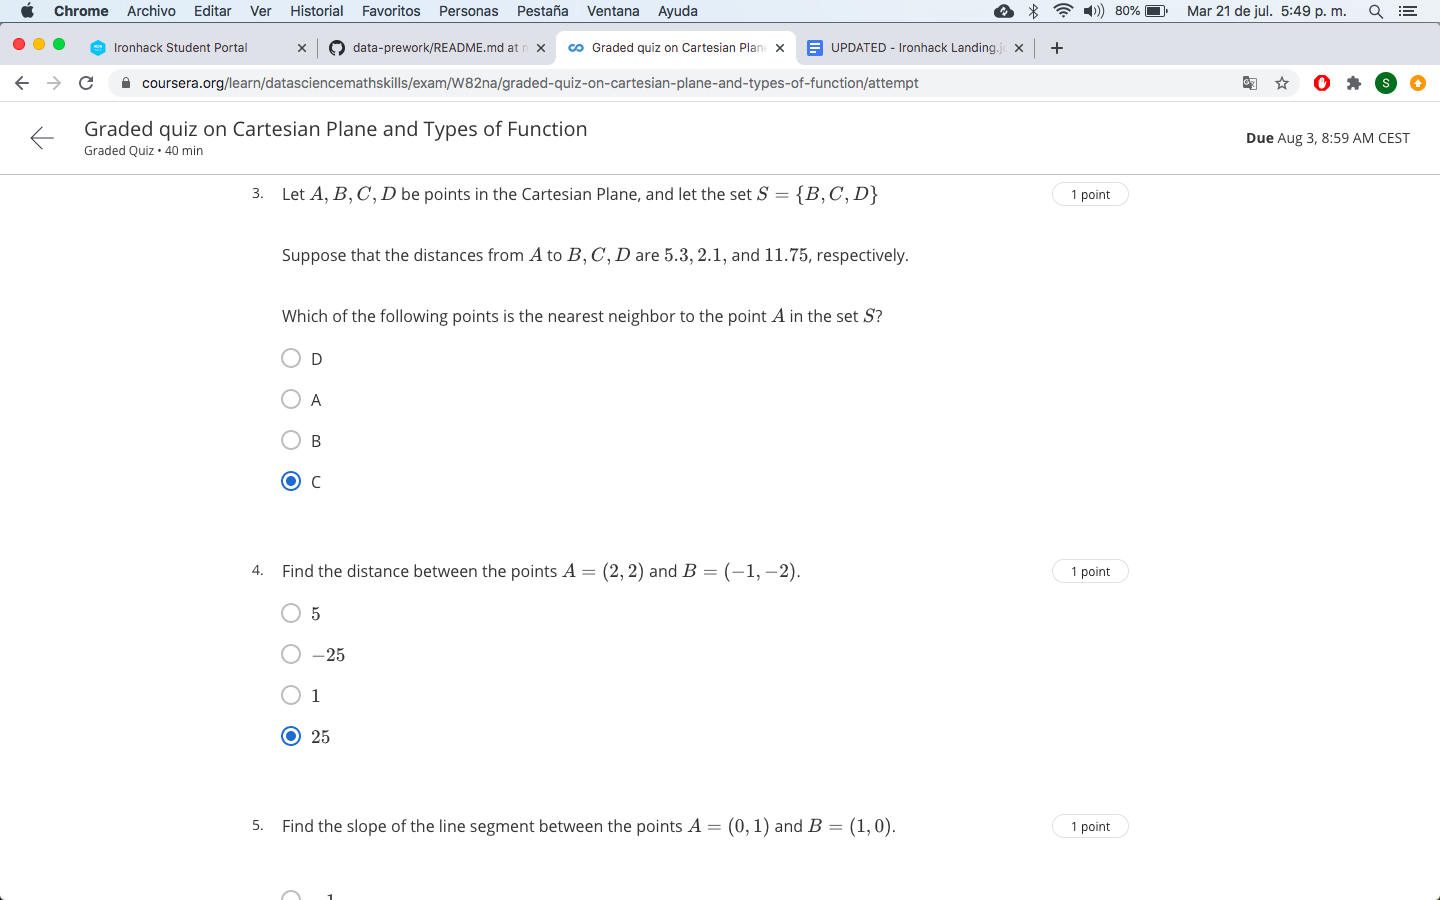 Chrome Archivo Editar Ver Historial Favoritos Personas Pestaña Ventana Ayuda 80% Mar 21 de jul. 5:49 p. m.
Ironhack Student Portal data-prework/README.md at Graded quiz on Cartesian Plane UPDATED - Ironhack Landing.
coursera.org/learn/datasciencemathskills/exam/W82na/graded-quiz-on-cartesian-plane-and-types-of-function/attempt S
Graded quiz on Cartesian Plane and Types of Function
Graded Quiz • 40 min
Due Aug 3, 8:59 AM CEST
3. Let A, B, C, D be points in the Cartesian Plane, and let the set S = {B, C, D} 1 point
Suppose that the distances from A to B, C, D are 5.3, 2.1, and 11.75, respectively.
Which of the following points is the nearest neighbor to the point A in the set S?
D
A
B
C
4. Find the distance between the points A = (2, 2) and B = (−1, −2). 1 point
5
−25
1
25
5. Find the slope of the line segment between the points A = (0, 1) and B = (1, 0). 1 point